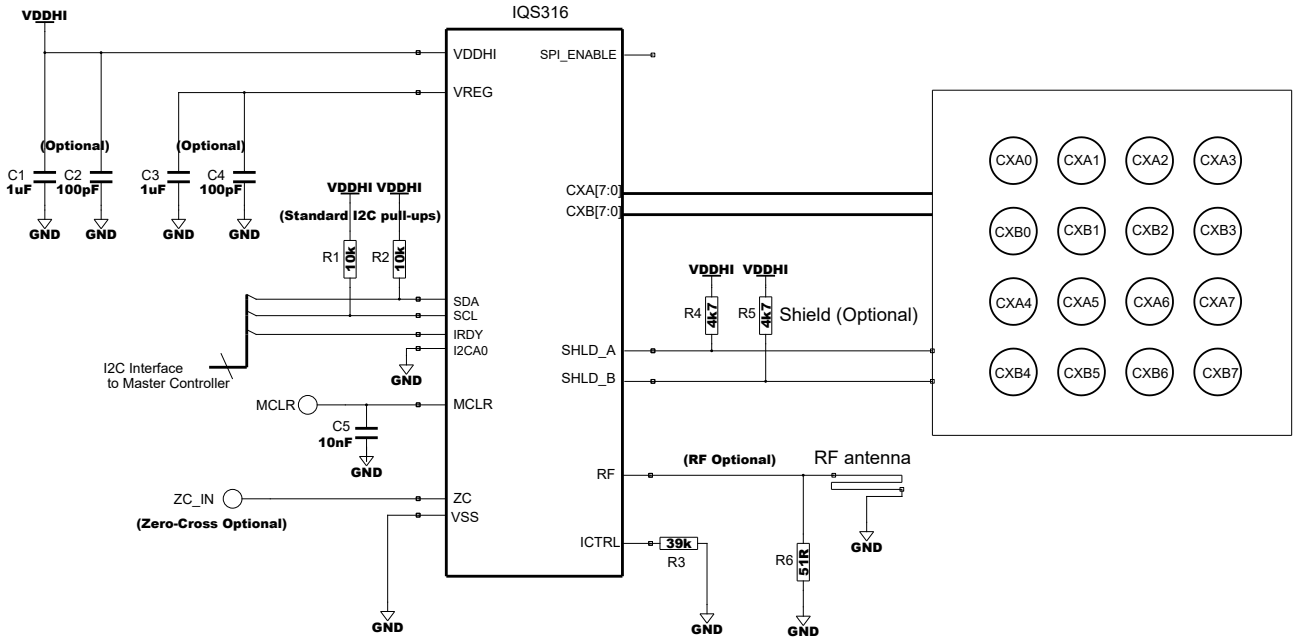 IQS316
VDDHI
VDDHI
SPI_ENABLE
VREG
(Optional)
(Optional)
C1
1uF
C2
100pF
C3
1uF
C4
100pF
GND
GND
GND
GND
VDDHI
VDDHI
(Standard I2C pull-ups)
R1
10k
R2
10k
CXA[7:0]
CXB[7:0]
CXA0
CXA1
CXA2
CXA3
CXB0
CXB1
CXB2
CXB3
CXA4
CXA5
CXA6
CXA7
CXB4
CXB5
CXB6
CXB7
VDDHI
VDDHI
R4
4k7
R5
4k7
Shield (Optional)
SDA
SCL
IRDY
I2CA0
GND
I2C Interface
to Master Controller
SHLD_A
SHLD_B
MCLR
MCLR
C5
10nF
GND
RF
(RF Optional)
RF antenna
GND
ZC_IN
(Zero-Cross Optional)
ZC
VSS
GND
ICTRL
39k
R3
GND
R6
51R
GND